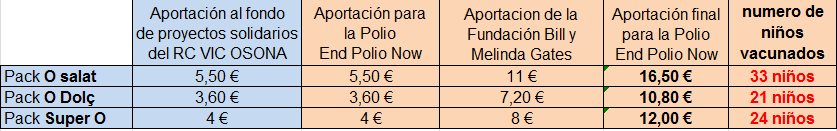 Aportación al fondo de proyectos solidarios del RC VIC OSONA
Aportación para la Polio End Polio Now
Aportacion de la Fundación Bill y Melinda Gates
Aportación final para la Polio End Polio Now
numero de niños vacunados
Pack O salat 5,50 € 5,50 € 11 € 16,50 € 33 niños
Pack O Dolç 3,60 € 3,60 € 7,20 € 10,80 € 21 niños
Pack Super O 4 € 4 € 8 € 12,00 € 24 niños